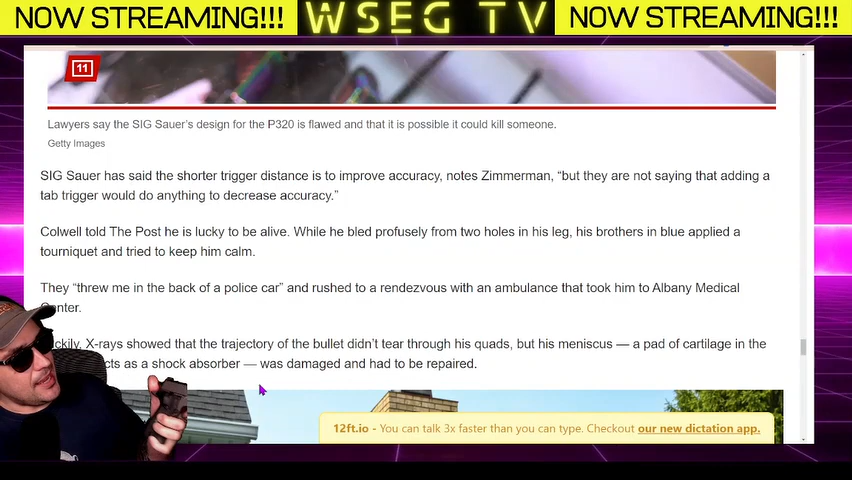 NOW STREAMING!!! WSEG TV NOW STREAMING!!!
11
Lawyers say the SIG Sauer's design for the P320 is flawed and that it is possible it could kill someone.
Getty Images
SIG Sauer has said the shorter trigger distance is to improve accuracy, notes Zimmerman, “but they are not saying that adding a
tab trigger would do anything to decrease accuracy.”
Colwell told The Post he is lucky to be alive. While he bled profusely from two holes in his leg, his brothers in blue applied a
tourniquet and tried to keep him calm.
They “threw me in the back of a police car” and rushed to a rendezvous with an ambulance that took him to Albany Medical
Center.
X-rays showed that the trajectory of the bullet didn’t tear through his quads, but his meniscus — a pad of cartilage in the
as a shock absorber — was damaged and had to be repaired.
12ft.io - You can talk 3x faster than you can type. Checkout our new dictation app.